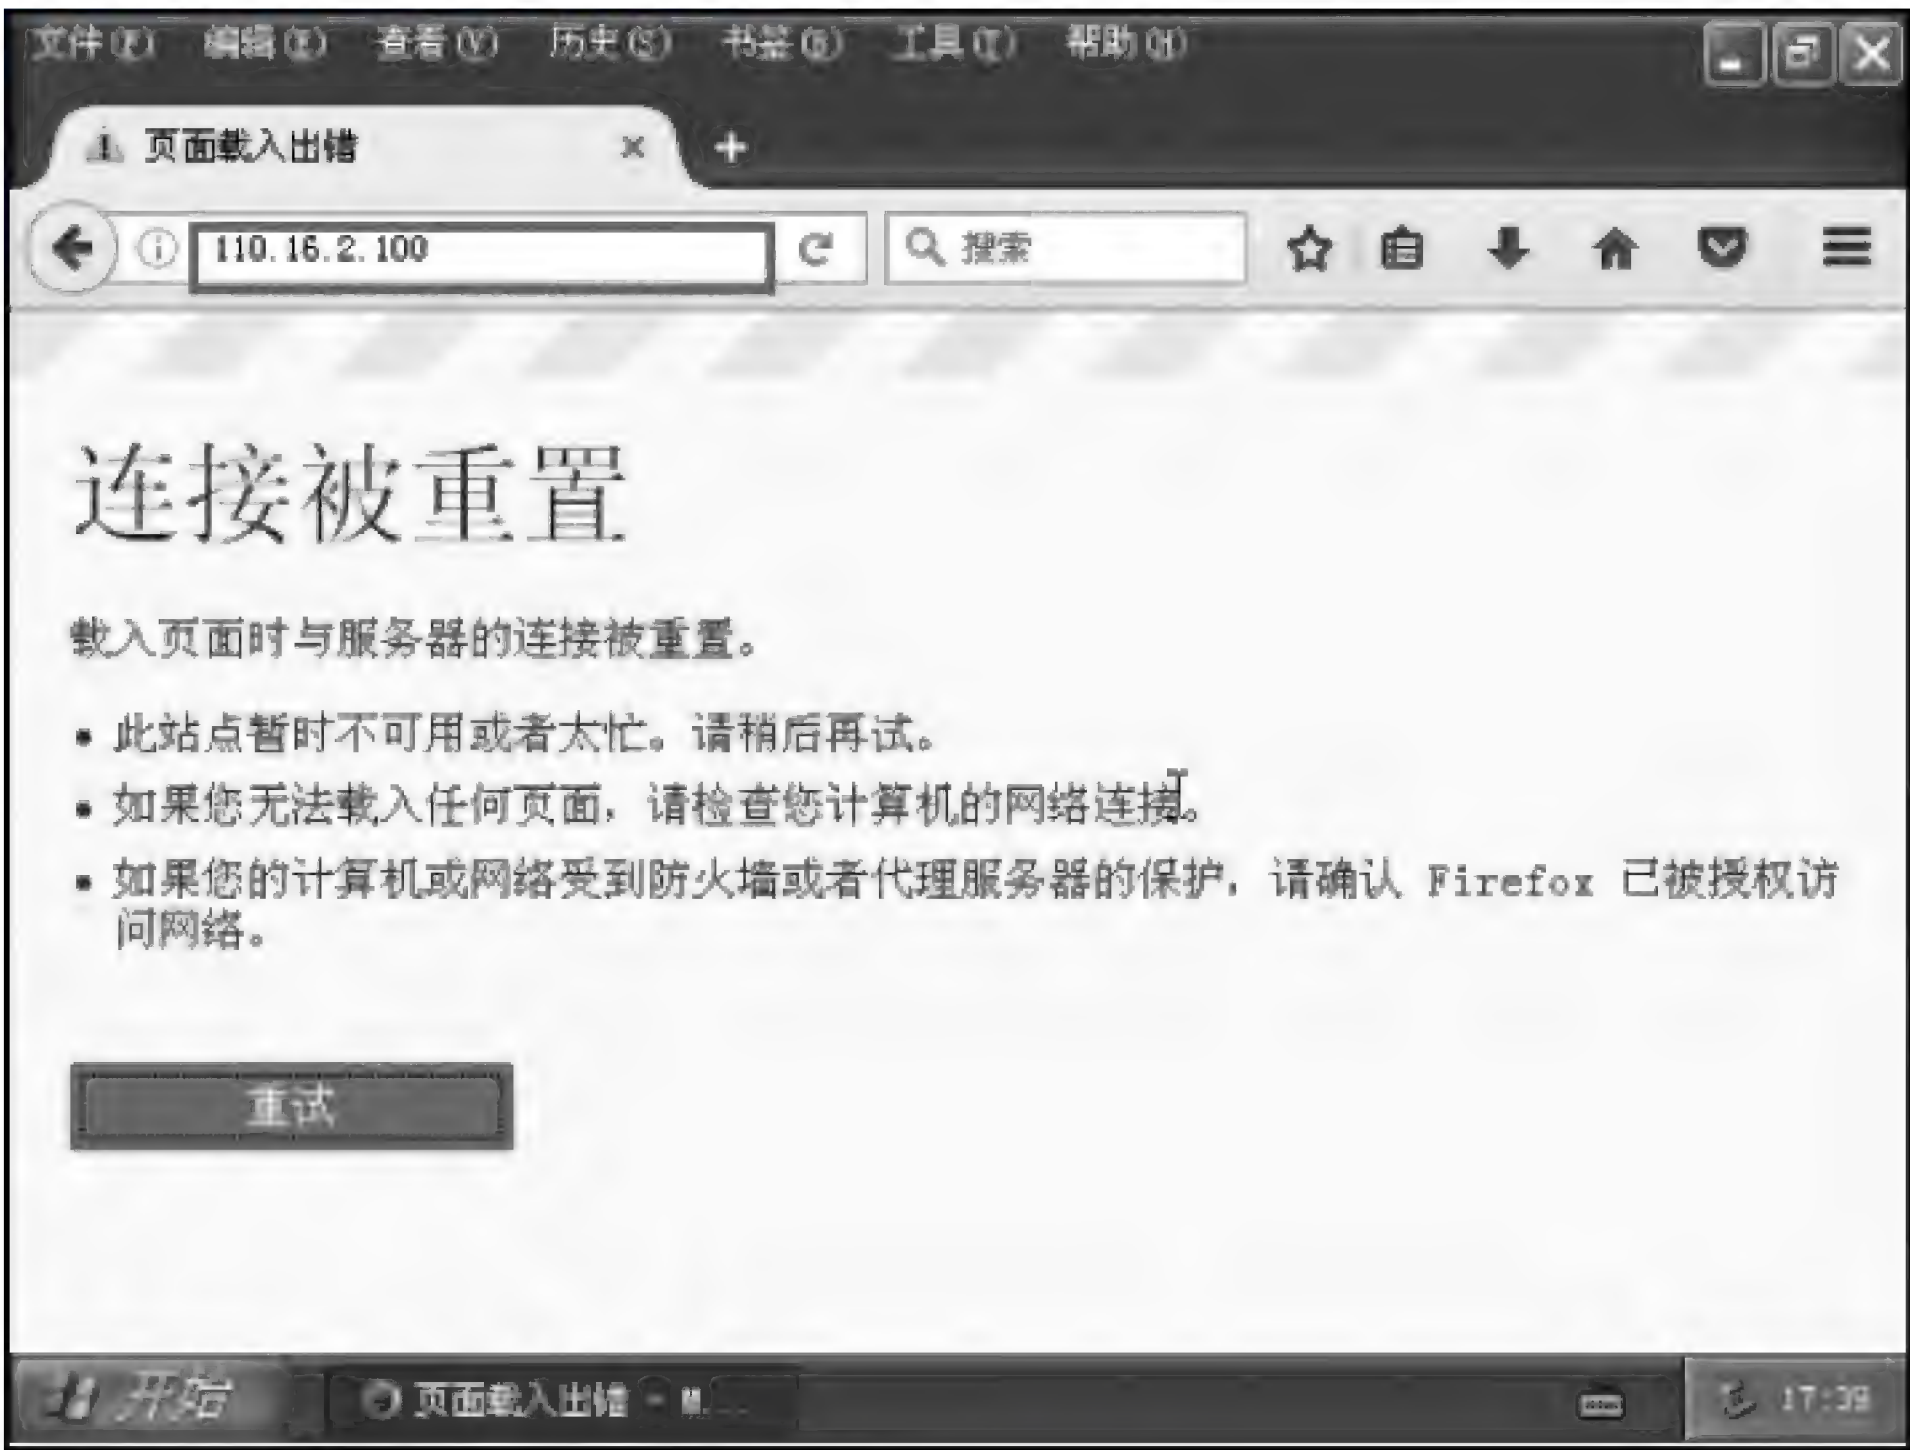 文件(F) 编辑(E) 查看(V) 历史(S) 书签(B) 工具(T) 帮助(H)
页面载入出错
110.16.2.100
搜索
连接被重置
载入页面时与服务器的连接被重置。
此站点暂时不可用或者太忙。请稍后再试。
如果您无法载入任何页面，请检查您计算机的网络连接。
如果您的计算机或网络受到防火墙或者代理服务器的保护，请确认 Firefox 已被授权访
问网络。
重试
开始 页面载入出错 - M... 17:39